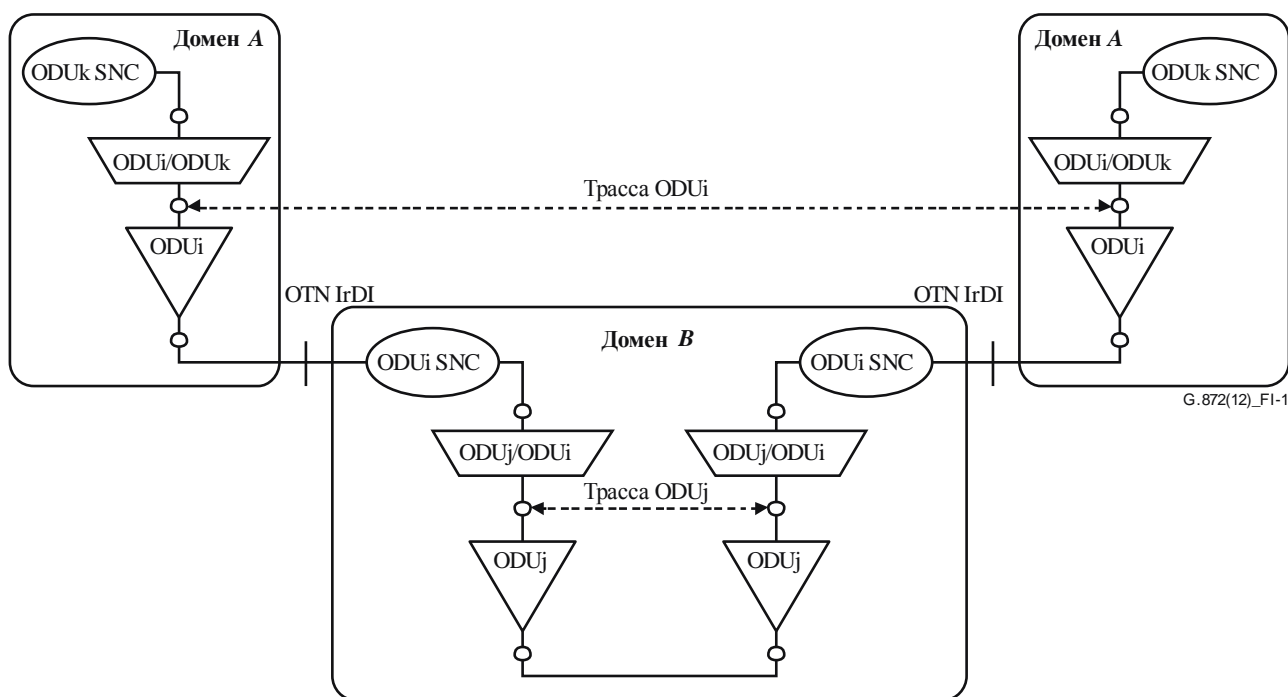 Домен A
Домен A
ODUk SNC
ODUk SNC
ODUi/ODUk
ODUi/ODUk
Трасса ODUi
ODUi
ODUi
OTN IrDI
OTN IrDI
Домен B
ODUi SNC
ODUi SNC
G.872(12)_FI-1
ODUj/ODUi
ODUj/ODUi
Трасса ODUj
ODUj
ODUj